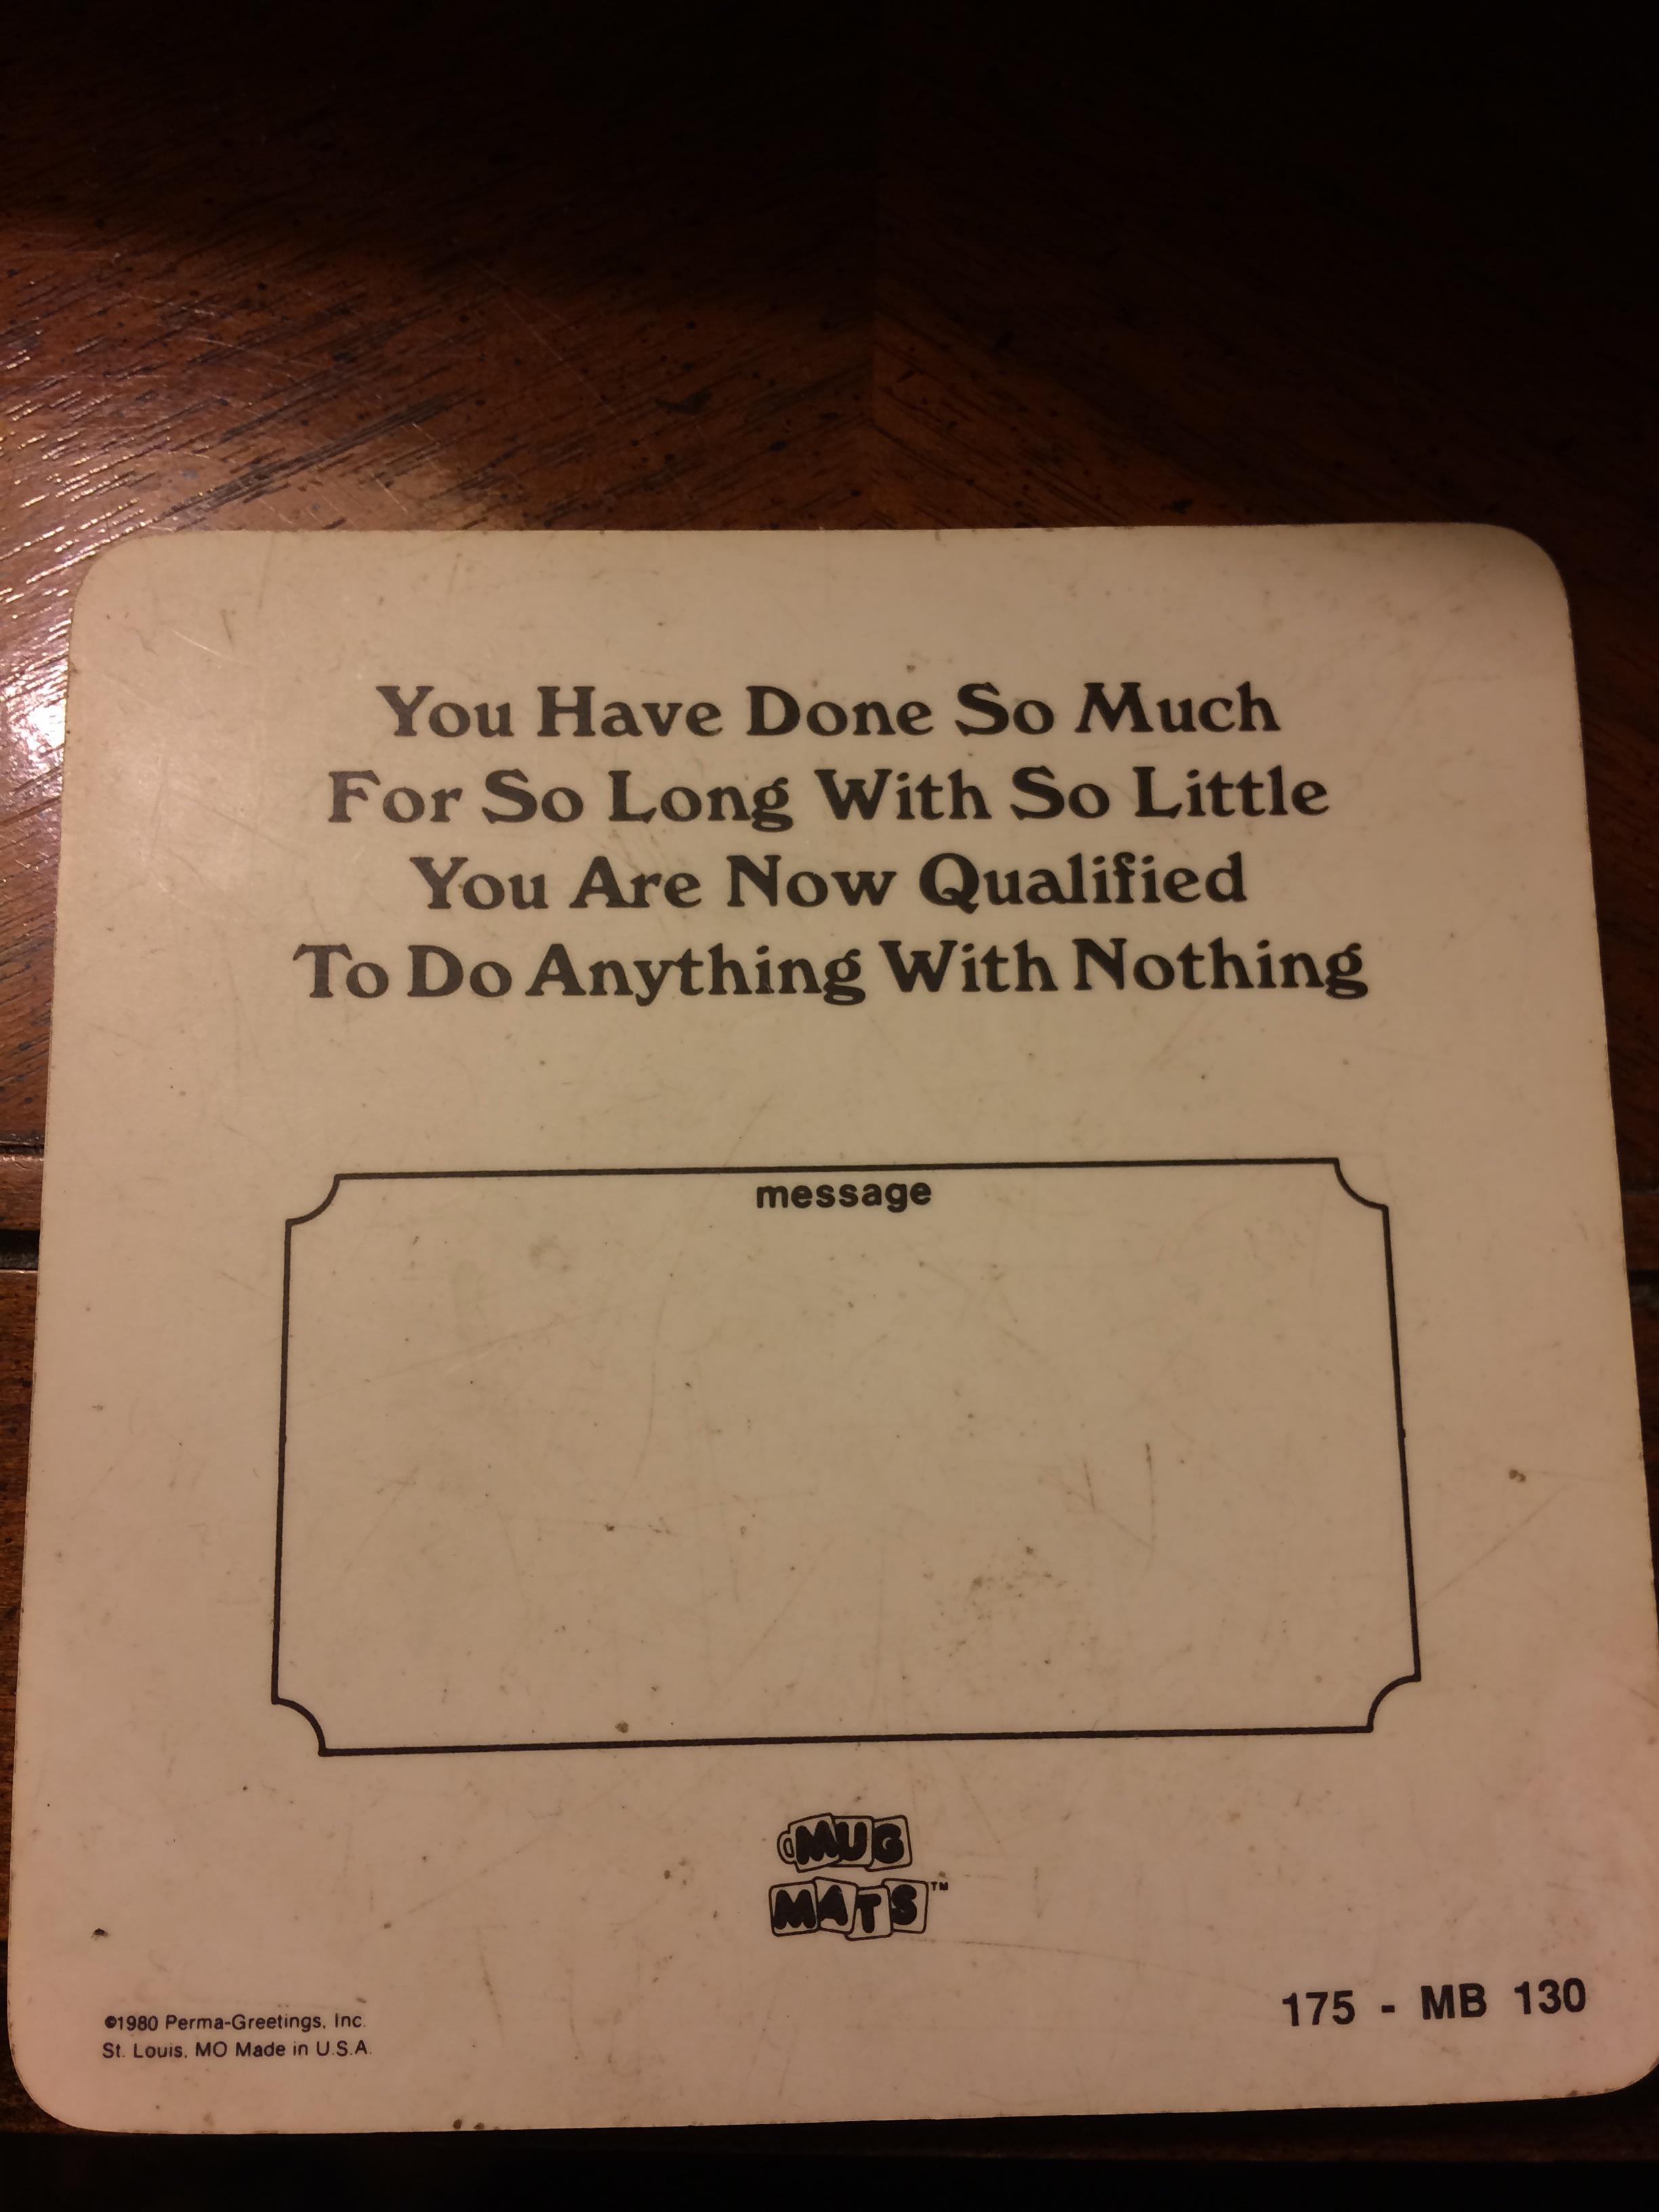 You Have Done So Much
For So Long With So Little
You Are Now Qualified
To Do Anything With Nothing
message
MUG
MATS™
©1980 Perma-Greetings, Inc.
St. Louis, MO Made in U.S.A.
175 - MB 130